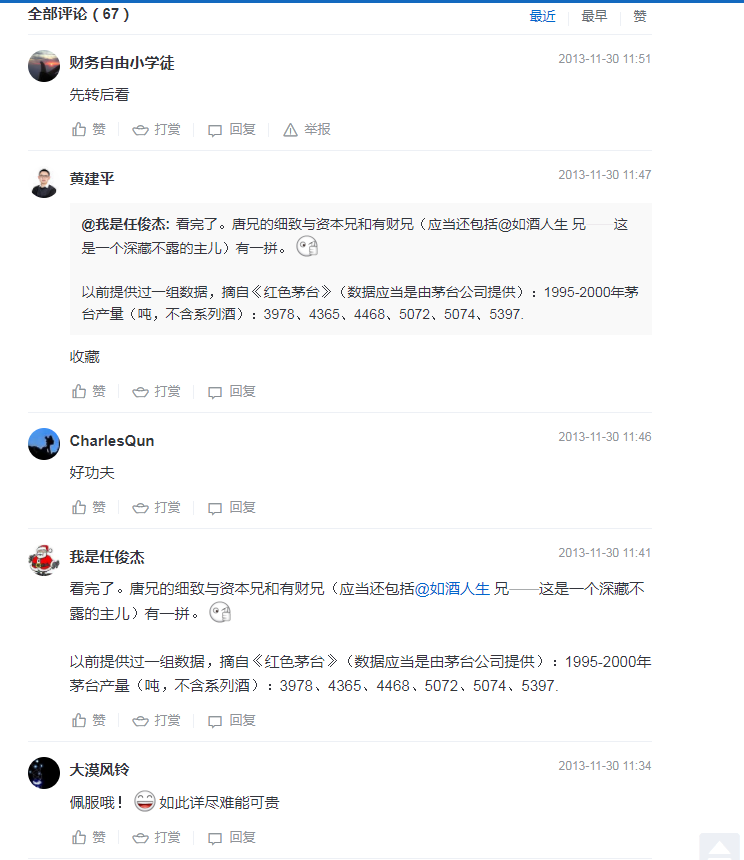 全部评论（67）
最近 最早 赞
财务自由小学徒 2013-11-30 11:51
先转后看
赞 打赏 回复 举报
黄建平 2013-11-30 11:47
@我是任俊杰: 看完了。唐兄的细致与资本兄和有财兄（应当还包括@如酒人生 兄——这
是一个深藏不露的主儿）有一拼。
以前提供过一组数据，摘自《红色茅台》（数据应当是由茅台公司提供）：1995-2000年茅
台产量（吨，不含系列酒）：3978、4365、4468、5072、5074、5397.
收藏
赞 打赏 回复
CharlesQun 2013-11-30 11:46
好功夫
赞 打赏 回复
我是任俊杰 2013-11-30 11:41
看完了。唐兄的细致与资本兄和有财兄（应当还包括@如酒人生 兄——这是一个深藏不
露的主儿）有一拼。
以前提供过一组数据，摘自《红色茅台》（数据应当是由茅台公司提供）：1995-2000年
茅台产量（吨，不含系列酒）：3978、4365、4468、5072、5074、5397.
赞 打赏 回复
大漠风铃 2013-11-30 11:34
佩服哦！ 如此详尽难能可贵
赞 打赏 回复